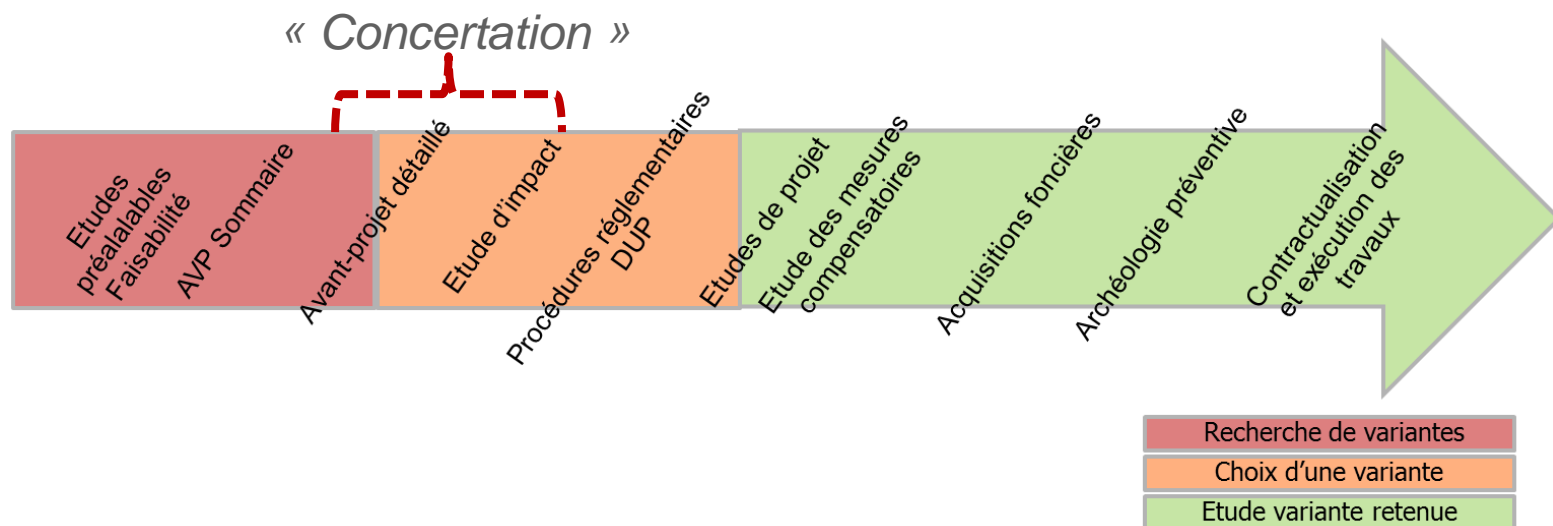 « Concertation »
Etudes
préalalables
Faisabilité
AVP Sommaire
Avant-projet détaillé
Etude d'impact
Procédures réglementaires
DUP
Etudes de projet
Etude des mesures
compensatoires
Acquisitions foncières
Archéologie préventive
Contractualisation
et exécution des
travaux
Recherche de variantes
Choix d'une variante
Etude variante retenue